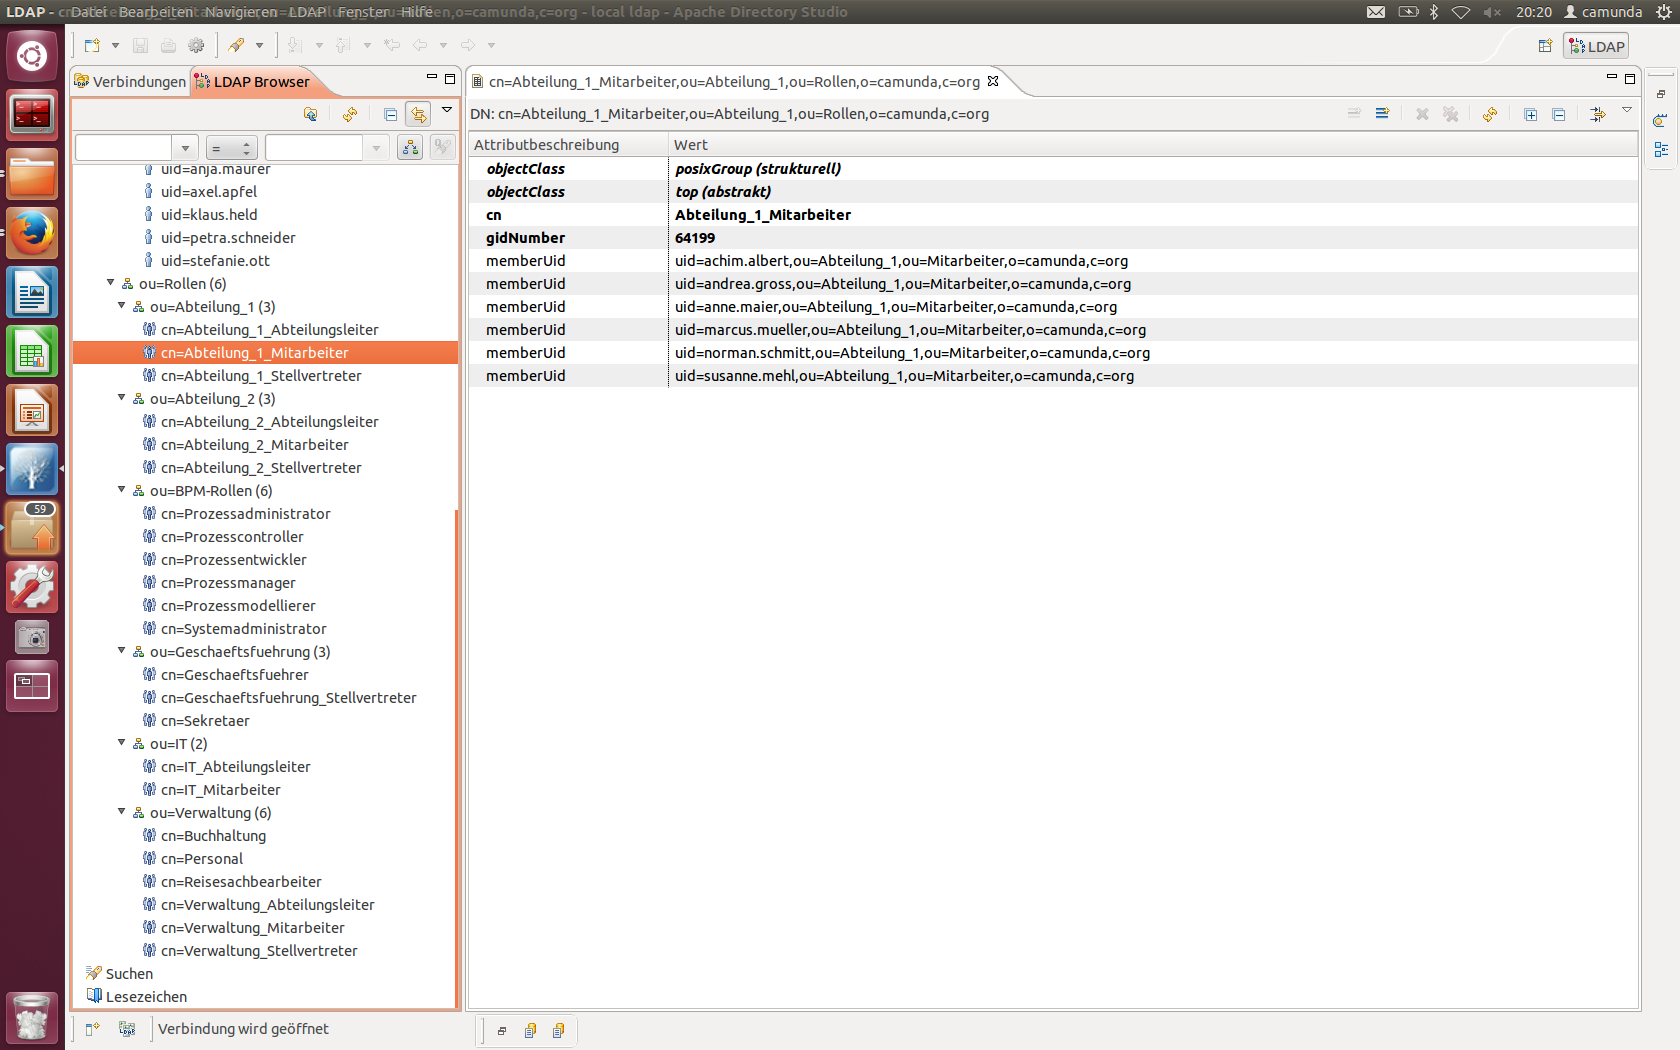 LDAP - Datei Bearbeiten Navigieren LDAP Fenster Hilfe - local ldap - Apache Directory Studio
20:20 camunda
LDAP
Verbindungen LDAP Browser
cn=Abteilung_1_Mitarbeiter,ou=Abteilung_1,ou=Rollen,o=camunda,c=org
DN: cn=Abteilung_1_Mitarbeiter,ou=Abteilung_1,ou=Rollen,o=camunda,c=org
=
Attributbeschreibung Wert
objectClass posixGroup (strukturell)
objectClass top (abstrakt)
cn Abteilung_1_Mitarbeiter
gidNumber 64199
memberUid uid=achim.albert,ou=Abteilung_1,ou=Mitarbeiter,o=camunda,c=org
memberUid uid=andrea.gross,ou=Abteilung_1,ou=Mitarbeiter,o=camunda,c=org
memberUid uid=anne.maier,ou=Abteilung_1,ou=Mitarbeiter,o=camunda,c=org
memberUid uid=marcus.mueller,ou=Abteilung_1,ou=Mitarbeiter,o=camunda,c=org
memberUid uid=norman.schmitt,ou=Abteilung_1,ou=Mitarbeiter,o=camunda,c=org
memberUid uid=susanne.mehl,ou=Abteilung_1,ou=Mitarbeiter,o=camunda,c=org
uid=anja.maurer
uid=axel.apfel
uid=klaus.held
uid=petra.schneider
uid=stefanie.ott
ou=Rollen (6)
ou=Abteilung_1 (3)
cn=Abteilung_1_Abteilungsleiter
cn=Abteilung_1_Mitarbeiter
cn=Abteilung_1_Stellvertreter
ou=Abteilung_2 (3)
cn=Abteilung_2_Abteilungsleiter
cn=Abteilung_2_Mitarbeiter
cn=Abteilung_2_Stellvertreter
ou=BPM-Rollen (6)
cn=Prozessadministrator
cn=Prozesscontroller
cn=Prozessentwickler
cn=Prozessmanager
cn=Prozessmodellierer
cn=Systemadministrator
ou=Geschaeftsfuehrung (3)
cn=Geschaeftsfuehrer
cn=Geschaeftsfuehrung_Stellvertreter
cn=Sekretaer
ou=IT (2)
cn=IT_Abteilungsleiter
cn=IT_Mitarbeiter
ou=Verwaltung (6)
cn=Buchhaltung
cn=Personal
cn=Reisesachbearbeiter
cn=Verwaltung_Abteilungsleiter
cn=Verwaltung_Mitarbeiter
cn=Verwaltung_Stellvertreter
Suchen
Lesezeichen
Verbindung wird geöffnet
59